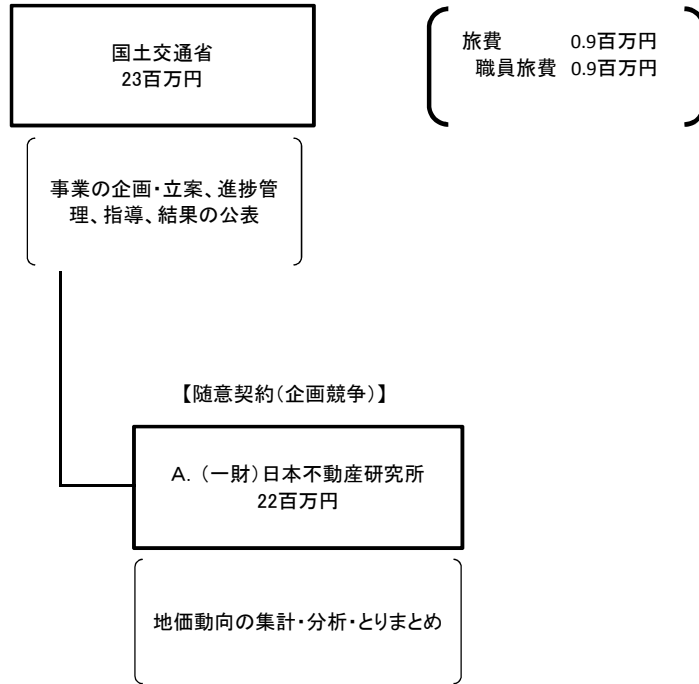 国土交通省
23百万円
旅費 0.9百万円
職員旅費 0.9百万円
事業の企画・立案、進捗管
理、指導、結果の公表
【随意契約(企画競争)】
A. (一財)日本不動産研究所
22百万円
地価動向の集計・分析・とりまとめ